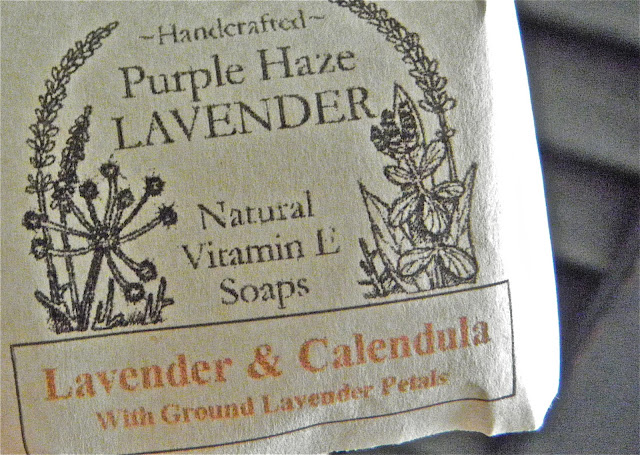 ~Handcrafted~
Purple Haze
LAVENDER
Natural
Vitamin E
Soaps
Lavender & Calendula
With Ground Lavender Petals